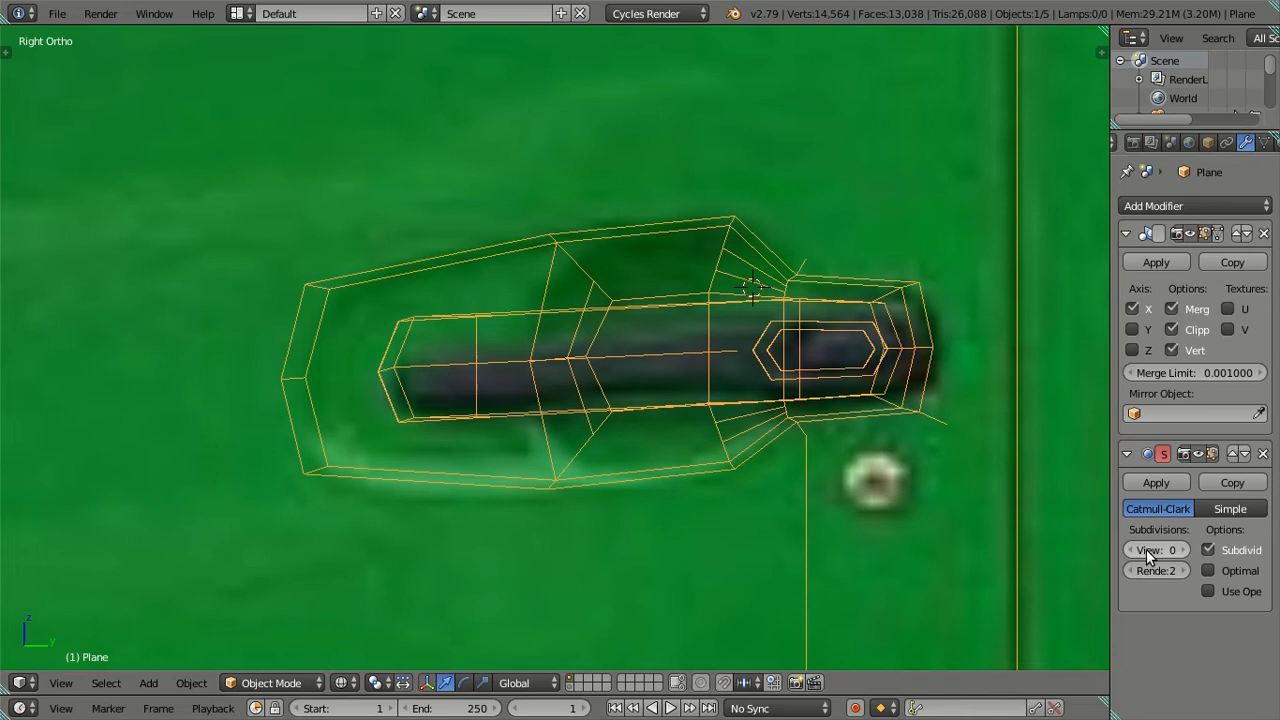 File Render Window Help Default Scene Cycles Render v2.79 | Verts:14,564 | Faces:13,038 | Tris:26,088 | Objects:1/5 | Lamps:0/0 | Mem:29.21M (3.20M) | Plane
Right Ortho
View Search All Sc
Scene
RenderL
World
Plane
Add Modifier
Apply Copy
Axis: Options: Textures:
X Merg U
Y Clipp V
Z Vert
Merge Limit: 0.001000
Mirror Object:
S
Apply Copy
Catmull-Clark Simple
Subdivisions: Options:
View: 0 Subdivid
Rende:2 Optimal
Use Ope
z
y
(1) Plane
View Select Add Object Object Mode Global
View Marker Frame Playback Start: 1 End: 250 1 No Sync